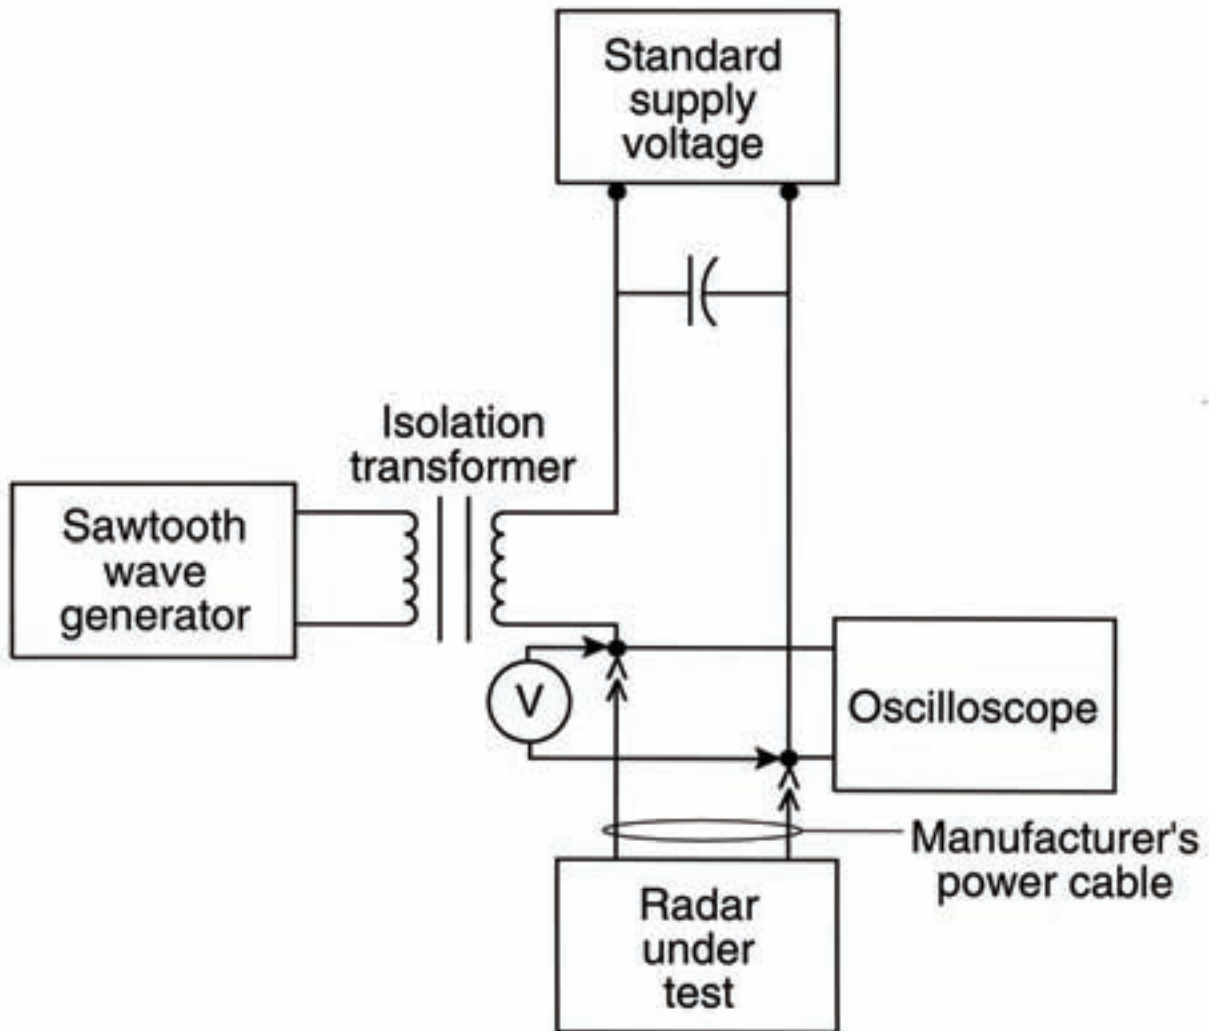 Standard
supply
voltage
Isolation
transformer
Sawtooth
wave
generator
V
Oscilloscope
Manufacturer's
power cable
Radar
under
test